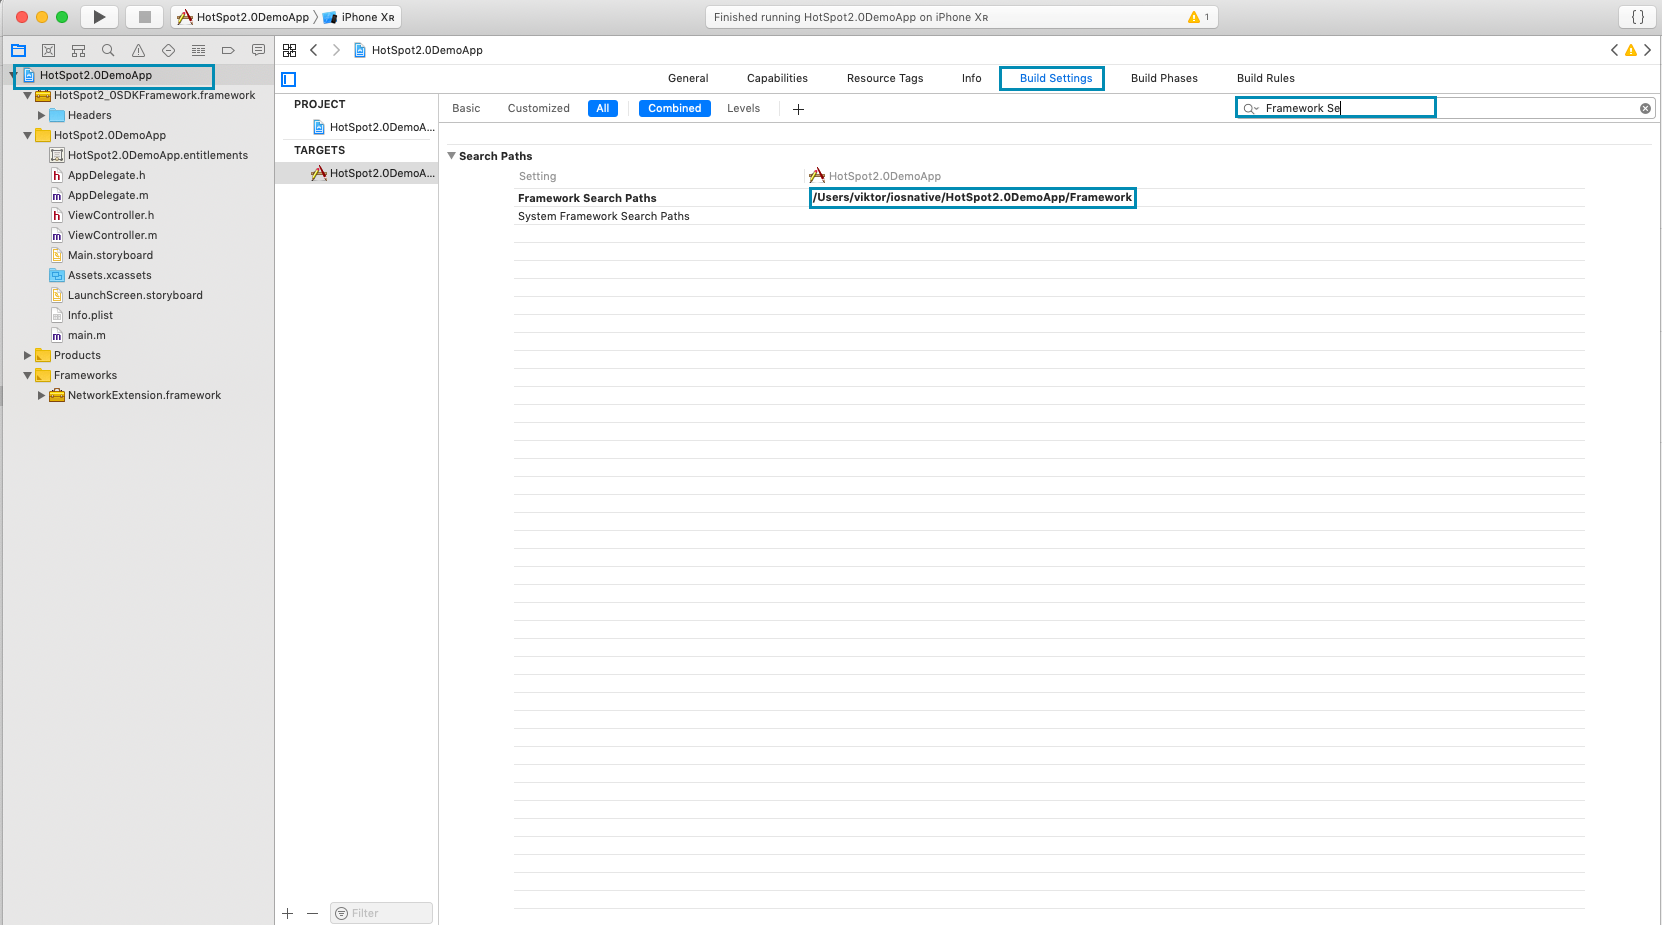 HotSpot2.0DemoApp iPhone Xʀ
Finished running HotSpot2.0DemoApp on iPhone Xʀ 1
{ }
HotSpot2.0DemoApp
HotSpot2.0DemoApp
HotSpot2_0SDKFramework.framework
Headers
HotSpot2.0DemoApp
HotSpot2.0DemoApp.entitlements
h AppDelegate.h
m AppDelegate.m
h ViewController.h
m ViewController.m
Main.storyboard
Assets.xcassets
LaunchScreen.storyboard
Info.plist
m main.m
Products
Frameworks
NetworkExtension.framework
General Capabilities Resource Tags Info Build Settings Build Phases Build Rules
PROJECT
HotSpot2.0DemoA...
TARGETS
HotSpot2.0DemoA...
Basic Customized All Combined Levels +
Framework Se
Search Paths
Setting HotSpot2.0DemoApp
Framework Search Paths /Users/viktor/iosnative/HotSpot2.0DemoApp/Framework
System Framework Search Paths
+ − Filter